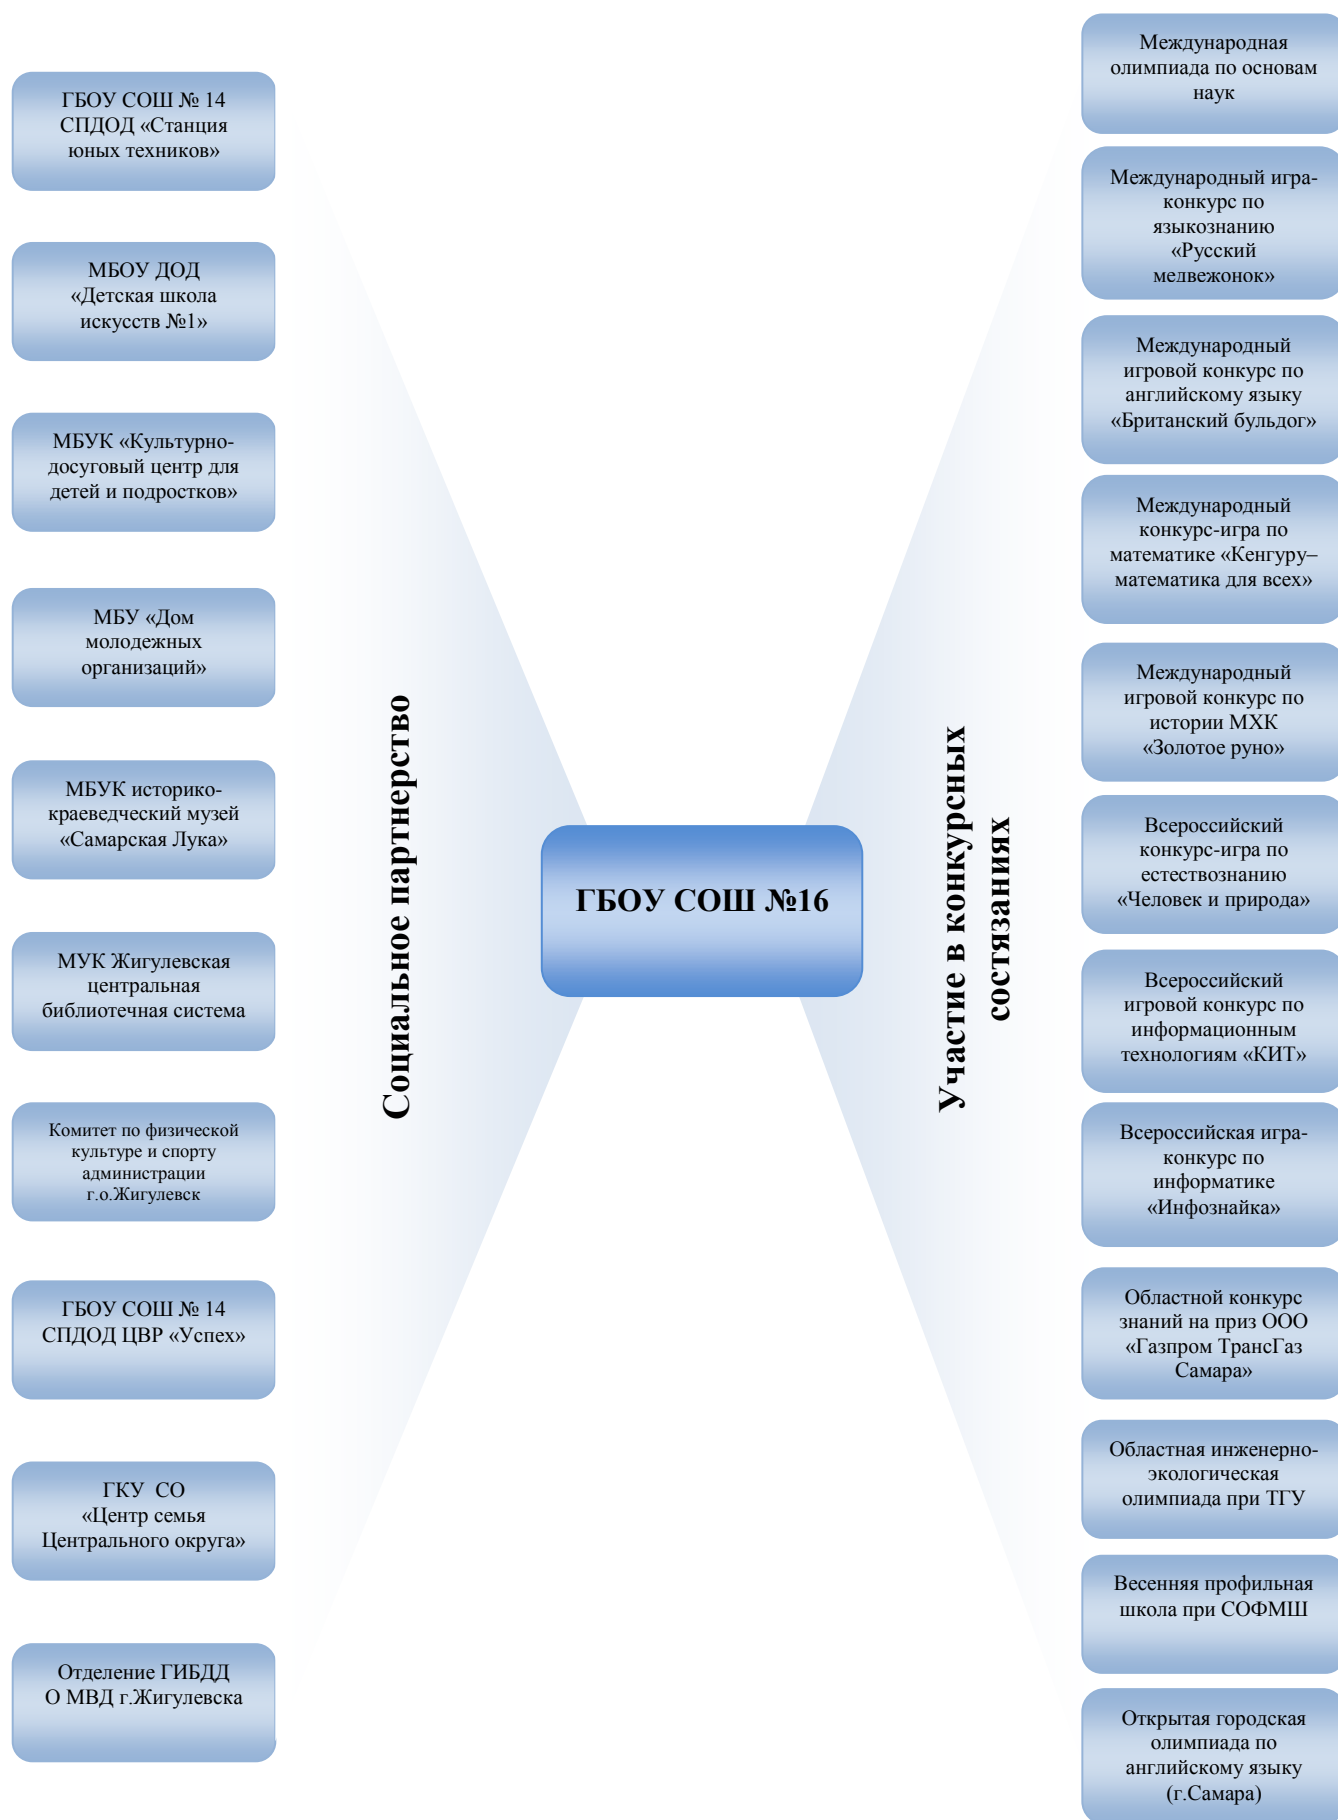 ГБОУ СОШ № 14
СПДОД «Станция
юных техников»
МБОУ ДОД
«Детская школа
искусств №1»
МБУК «Культурно-
досуговый центр для
детей и подростков»
МБУ «Дом
молодежных
организаций»
МБУК историко-
краеведческий музей
«Самарская Лука»
МУК Жигулевская
центральная
библиотечная система
Комитет по физической
культуре и спорту
администрации
г.о.Жигулевск
ГБОУ СОШ № 14
СПДОД ЦВР «Успех»
ГКУ  СО
«Центр семья
Центрального округа»
Отделение ГИБДД
О МВД г.Жигулевска
Социальное партнерство
ГБОУ СОШ №16
Участие в конкурсных
состязаниях
Международная
олимпиада по основам
наук
Международный игра-
конкурс по
языкознанию
«Русский
медвежонок»
Международный
игровой конкурс по
английскому языку
«Британский бульдог»
Международный
конкурс-игра по
математике «Кенгуру–
математика для всех»
Международный
игровой конкурс по
истории МХК
«Золотое руно»
Всероссийский
конкурс-игра по
естествознанию
«Человек и природа»
Всероссийский
игровой конкурс по
информационным
технологиям «КИТ»
Всероссийская игра-
конкурс по
информатике
«Инфознайка»
Областной конкурс
знаний на приз ООО
«Газпром ТрансГаз
Самара»
Областная инженерно-
экологическая
олимпиада при ТГУ
Весенняя профильная
школа при СОФМШ
Открытая городская
олимпиада по
английскому языку
(г.Самара)